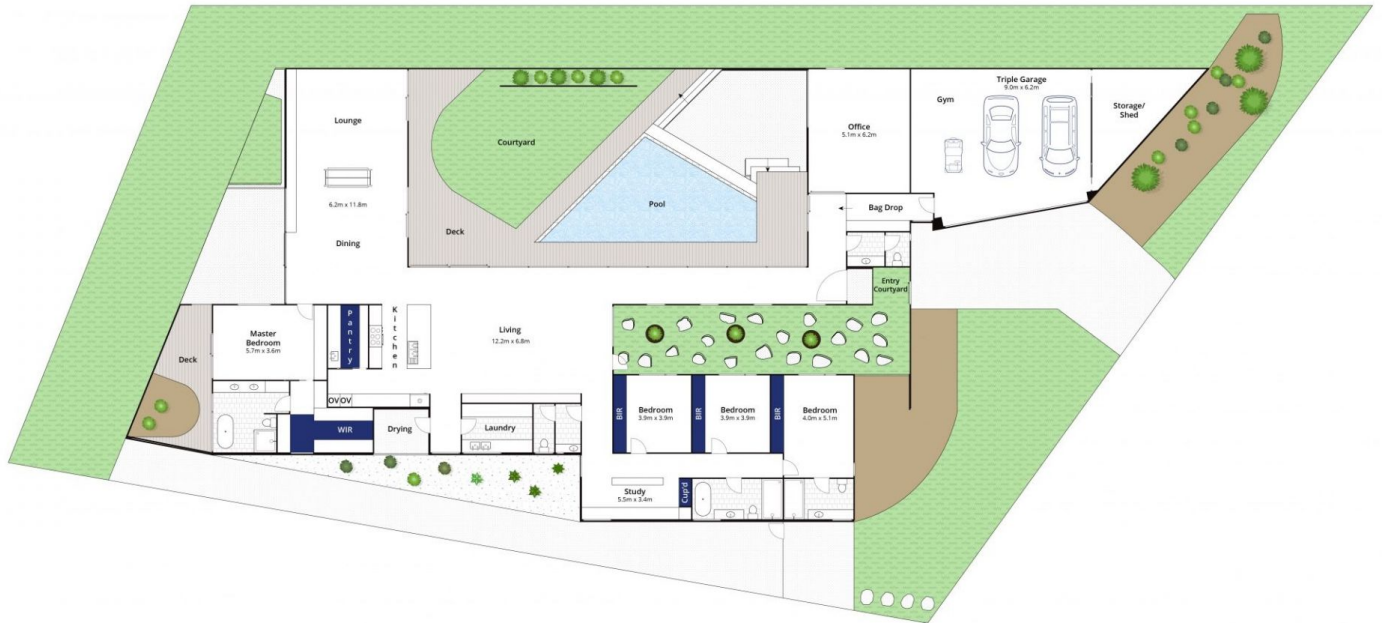 Lounge
6.2m x 11.8m
Dining
Courtyard
Deck
Pool
Office
5.1m x 6.2m
Gym
Triple Garage
9.0m x 6.2m
Storage/
Shed
Bag Drop
Entry
Courtyard
Deck
Master
Bedroom
5.7m x 3.6m
Pantry
Kitchen
Living
12.2m x 6.8m
OV
OV
WIR
Drying
Laundry
BIR
Bedroom
3.9m x 3.9m
BIR
Bedroom
3.9m x 3.9m
BIR
Bedroom
4.0m x 5.1m
Study
5.5m x 3.4m
Cup'd